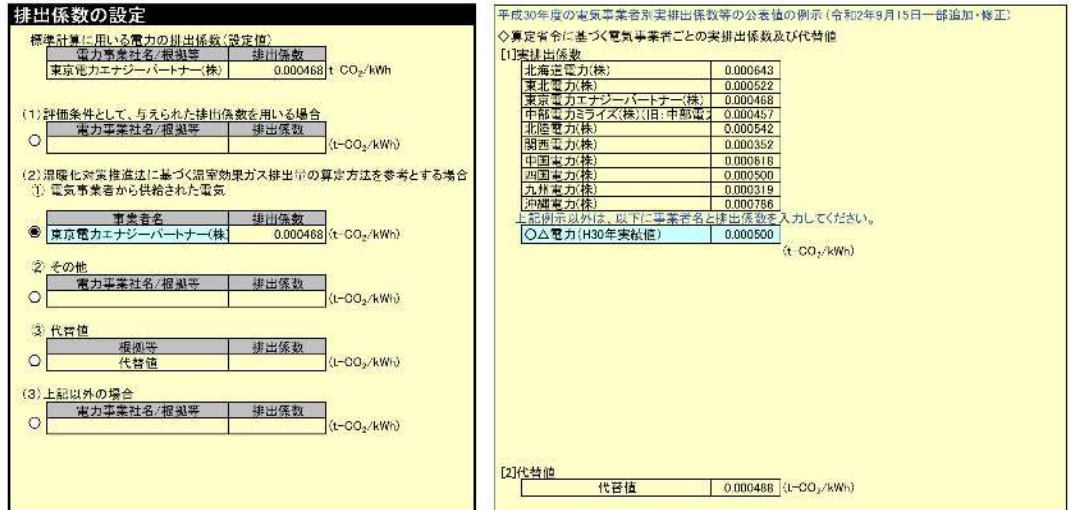 排出係数の設定
標準計算に用いる電力の排出係数(設定値)
電力事業社名/根拠等 排出係数
東京電力エナジーパートナー(株) 0.000468 t-CO₂/kWh
(1)評価条件として、与えられた排出係数を用いる場合
電力事業社名/根拠等 排出係数
(t-CO₂/kWh)
(2)温暖化対策推進法に基づく温室効果ガス排出量の算定方法を参考とする場合
① 電気事業者から供給された電気
事業者名 排出係数
東京電力エナジーパートナー(株 0.000468 (t-CO₂/kWh)
② その他
電力事業社名/根拠等 排出係数
(t-CO₂/kWh)
③ 代替値
根拠等 排出係数
代替値 (t-CO₂/kWh)
(3)上記以外の場合
電力事業社名/根拠等 排出係数
(t-CO₂/kWh)
平成30年度の電気事業者別実排出係数等の公表値の例示(令和2年9月15日一部追加・修正)
◇算定省令に基づく電気事業者ごとの実排出係数及び代替値
[1]実排出係数
北海道電力(株) 0.000643
東北電力(株) 0.000522
東京電力エナジーパートナー(株) 0.000468
中部電力ミライズ(株)(旧:中部電力 0.000457
北陸電力(株) 0.000542
関西電力(株) 0.000352
中国電力(株) 0.000618
四国電力(株) 0.000500
九州電力(株) 0.000319
沖縄電力(株) 0.000786
上記例示以外は、以下に事業者名と排出係数を入力してください。
〇△電力(H30年実績値) 0.000500
(t-CO₂/kWh)
[2]代替値
代替値 0.000488 (t-CO₂/kWh)